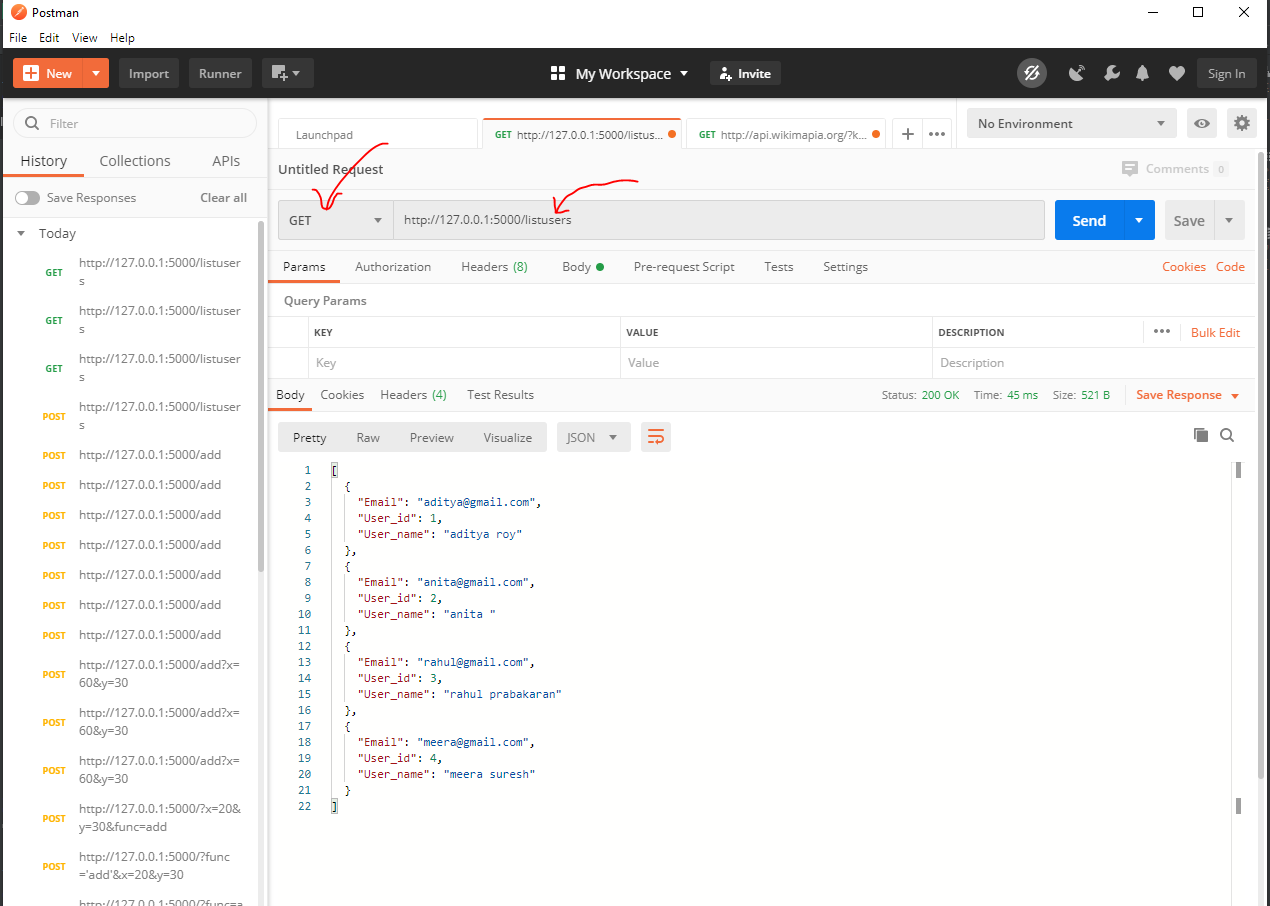 Postman
File Edit View Help
New Import Runner My Workspace Invite Sign In
Filter
History Collections APIs
Save Responses Clear all
Today
GET http://127.0.0.1:5000/listuser
s
GET http://127.0.0.1:5000/listuser
s
GET http://127.0.0.1:5000/listuser
s
POST http://127.0.0.1:5000/listuser
s
POST http://127.0.0.1:5000/add
POST http://127.0.0.1:5000/add
POST http://127.0.0.1:5000/add
POST http://127.0.0.1:5000/add
POST http://127.0.0.1:5000/add
POST http://127.0.0.1:5000/add
POST http://127.0.0.1:5000/add
POST http://127.0.0.1:5000/add?x=
60&y=30
POST http://127.0.0.1:5000/add?x=
60&y=30
POST http://127.0.0.1:5000/add?x=
60&y=30
POST http://127.0.0.1:5000/?x=20&
y=30&func=add
POST http://127.0.0.1:5000/?func
='add'&x=20&y=30
http://127.0.0.1:5000/?func=a
Launchpad GET http://127.0.0.1:5000/listus... GET http://api.wikimapia.org/?k... + ••• No Environment
Untitled Request Comments 0
GET http://127.0.0.1:5000/listusers Send Save
Params Authorization Headers (8) Body Pre-request Script Tests Settings Cookies Code
Query Params
KEY VALUE DESCRIPTION ••• Bulk Edit
Key Value Description
Body Cookies Headers (4) Test Results Status: 200 OK Time: 45 ms Size: 521 B Save Response
Pretty Raw Preview Visualize JSON
1 [
2 {
3 "Email": "aditya@gmail.com",
4 "User_id": 1,
5 "User_name": "aditya roy"
6 },
7 {
8 "Email": "anita@gmail.com",
9 "User_id": 2,
10 "User_name": "anita "
11 },
12 {
13 "Email": "rahul@gmail.com",
14 "User_id": 3,
15 "User_name": "rahul prabakaran"
16 },
17 {
18 "Email": "meera@gmail.com",
19 "User_id": 4,
20 "User_name": "meera suresh"
21 }
22 ]